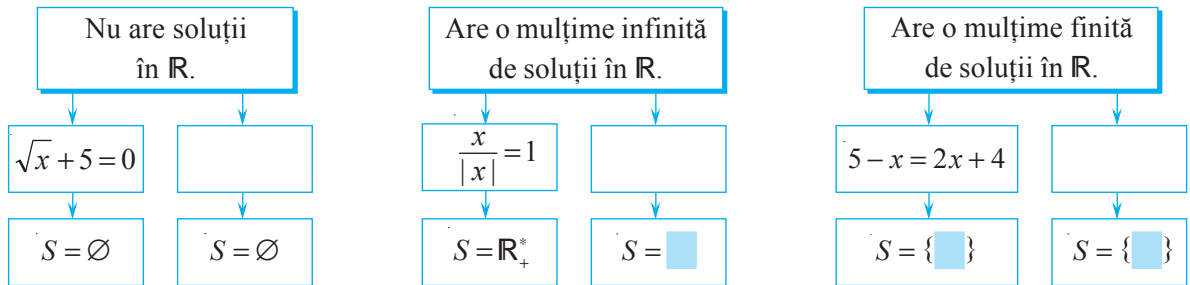 Nu are soluții
în ℝ.
Are o mulțime infinită
de soluții în ℝ.
Are o mulțime finită
de soluții în ℝ.
√x + 5 = 0
x/|x| = 1
5 − x = 2x + 4
S = ∅
S = ∅
S = ℝ*₊
S =
S = { }
S = { }